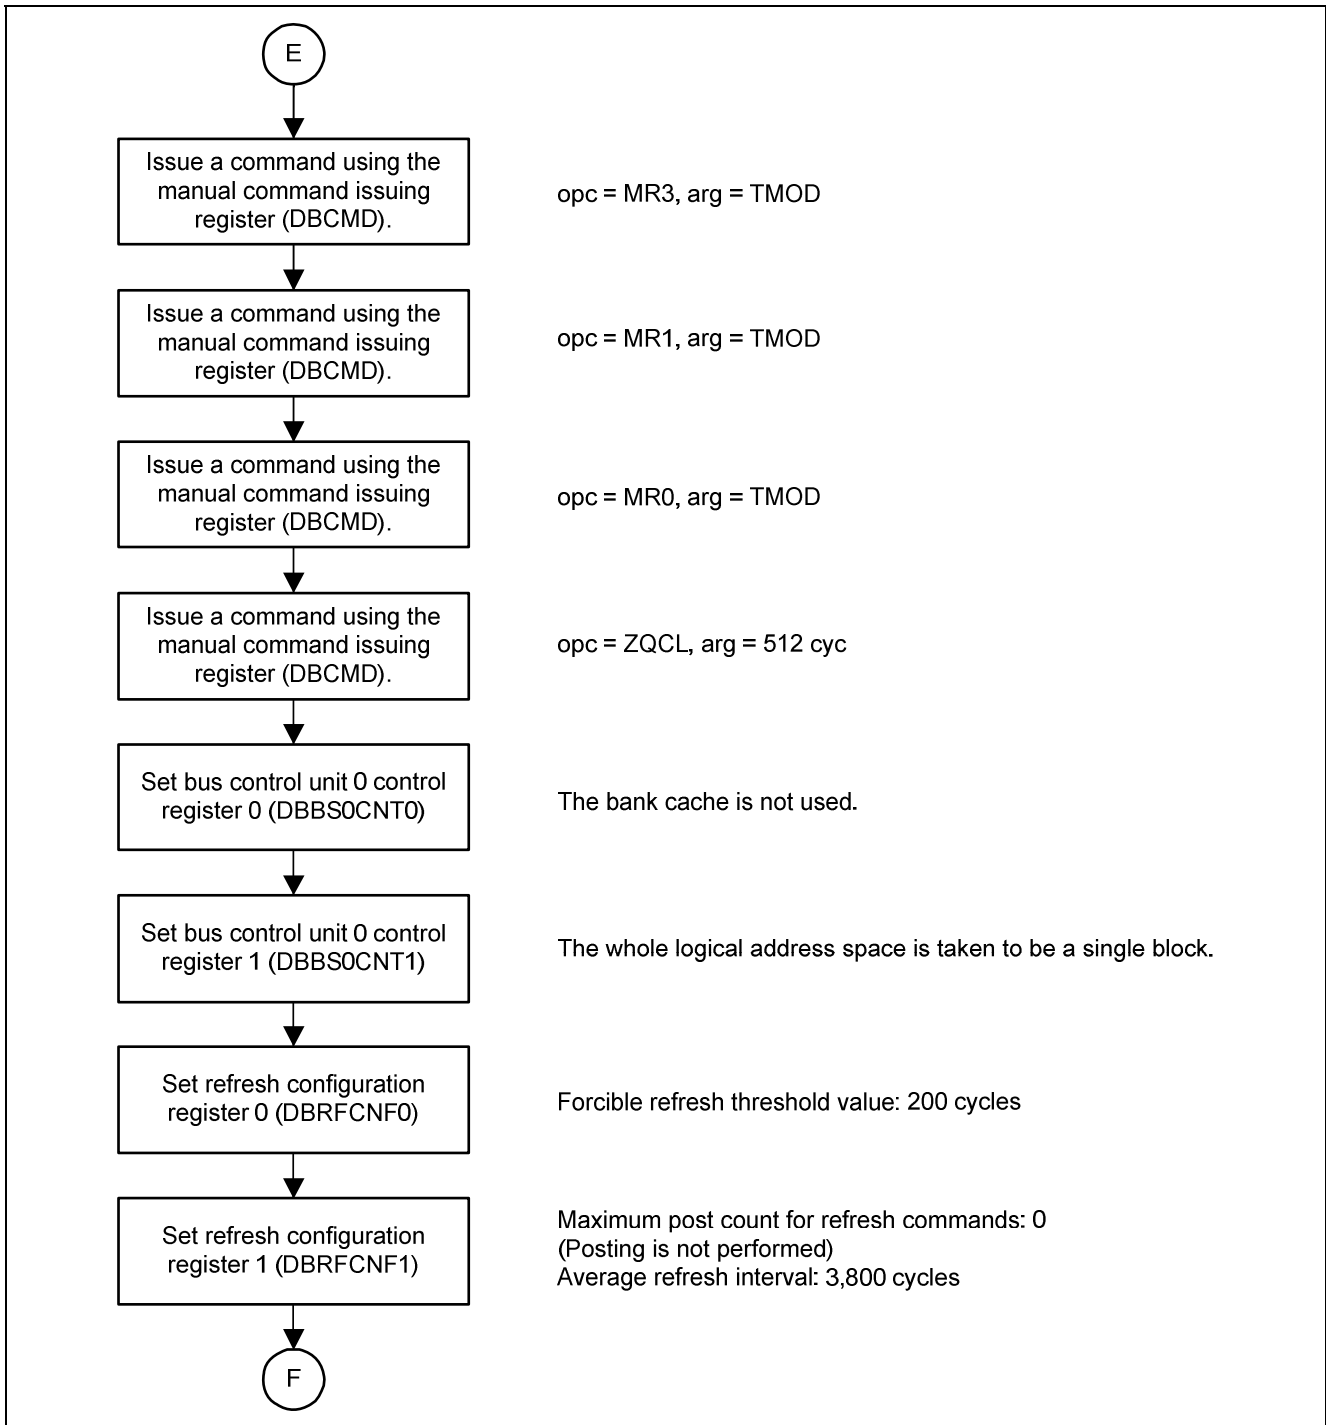 E
Issue a command using the
manual command issuing
register (DBCMD).
opc = MR3, arg = TMOD
Issue a command using the
manual command issuing
register (DBCMD).
opc = MR1, arg = TMOD
Issue a command using the
manual command issuing
register (DBCMD).
opc = MR0, arg = TMOD
Issue a command using the
manual command issuing
register (DBCMD).
opc = ZQCL, arg = 512 cyc
Set bus control unit 0 control
register 0 (DBBS0CNT0)
The bank cache is not used.
Set bus control unit 0 control
register 1 (DBBS0CNT1)
The whole logical address space is taken to be a single block.
Set refresh configuration
register 0 (DBRFCNF0)
Forcible refresh threshold value: 200 cycles
Set refresh configuration
register 1 (DBRFCNF1)
Maximum post count for refresh commands: 0
(Posting is not performed)
Average refresh interval: 3,800 cycles
F